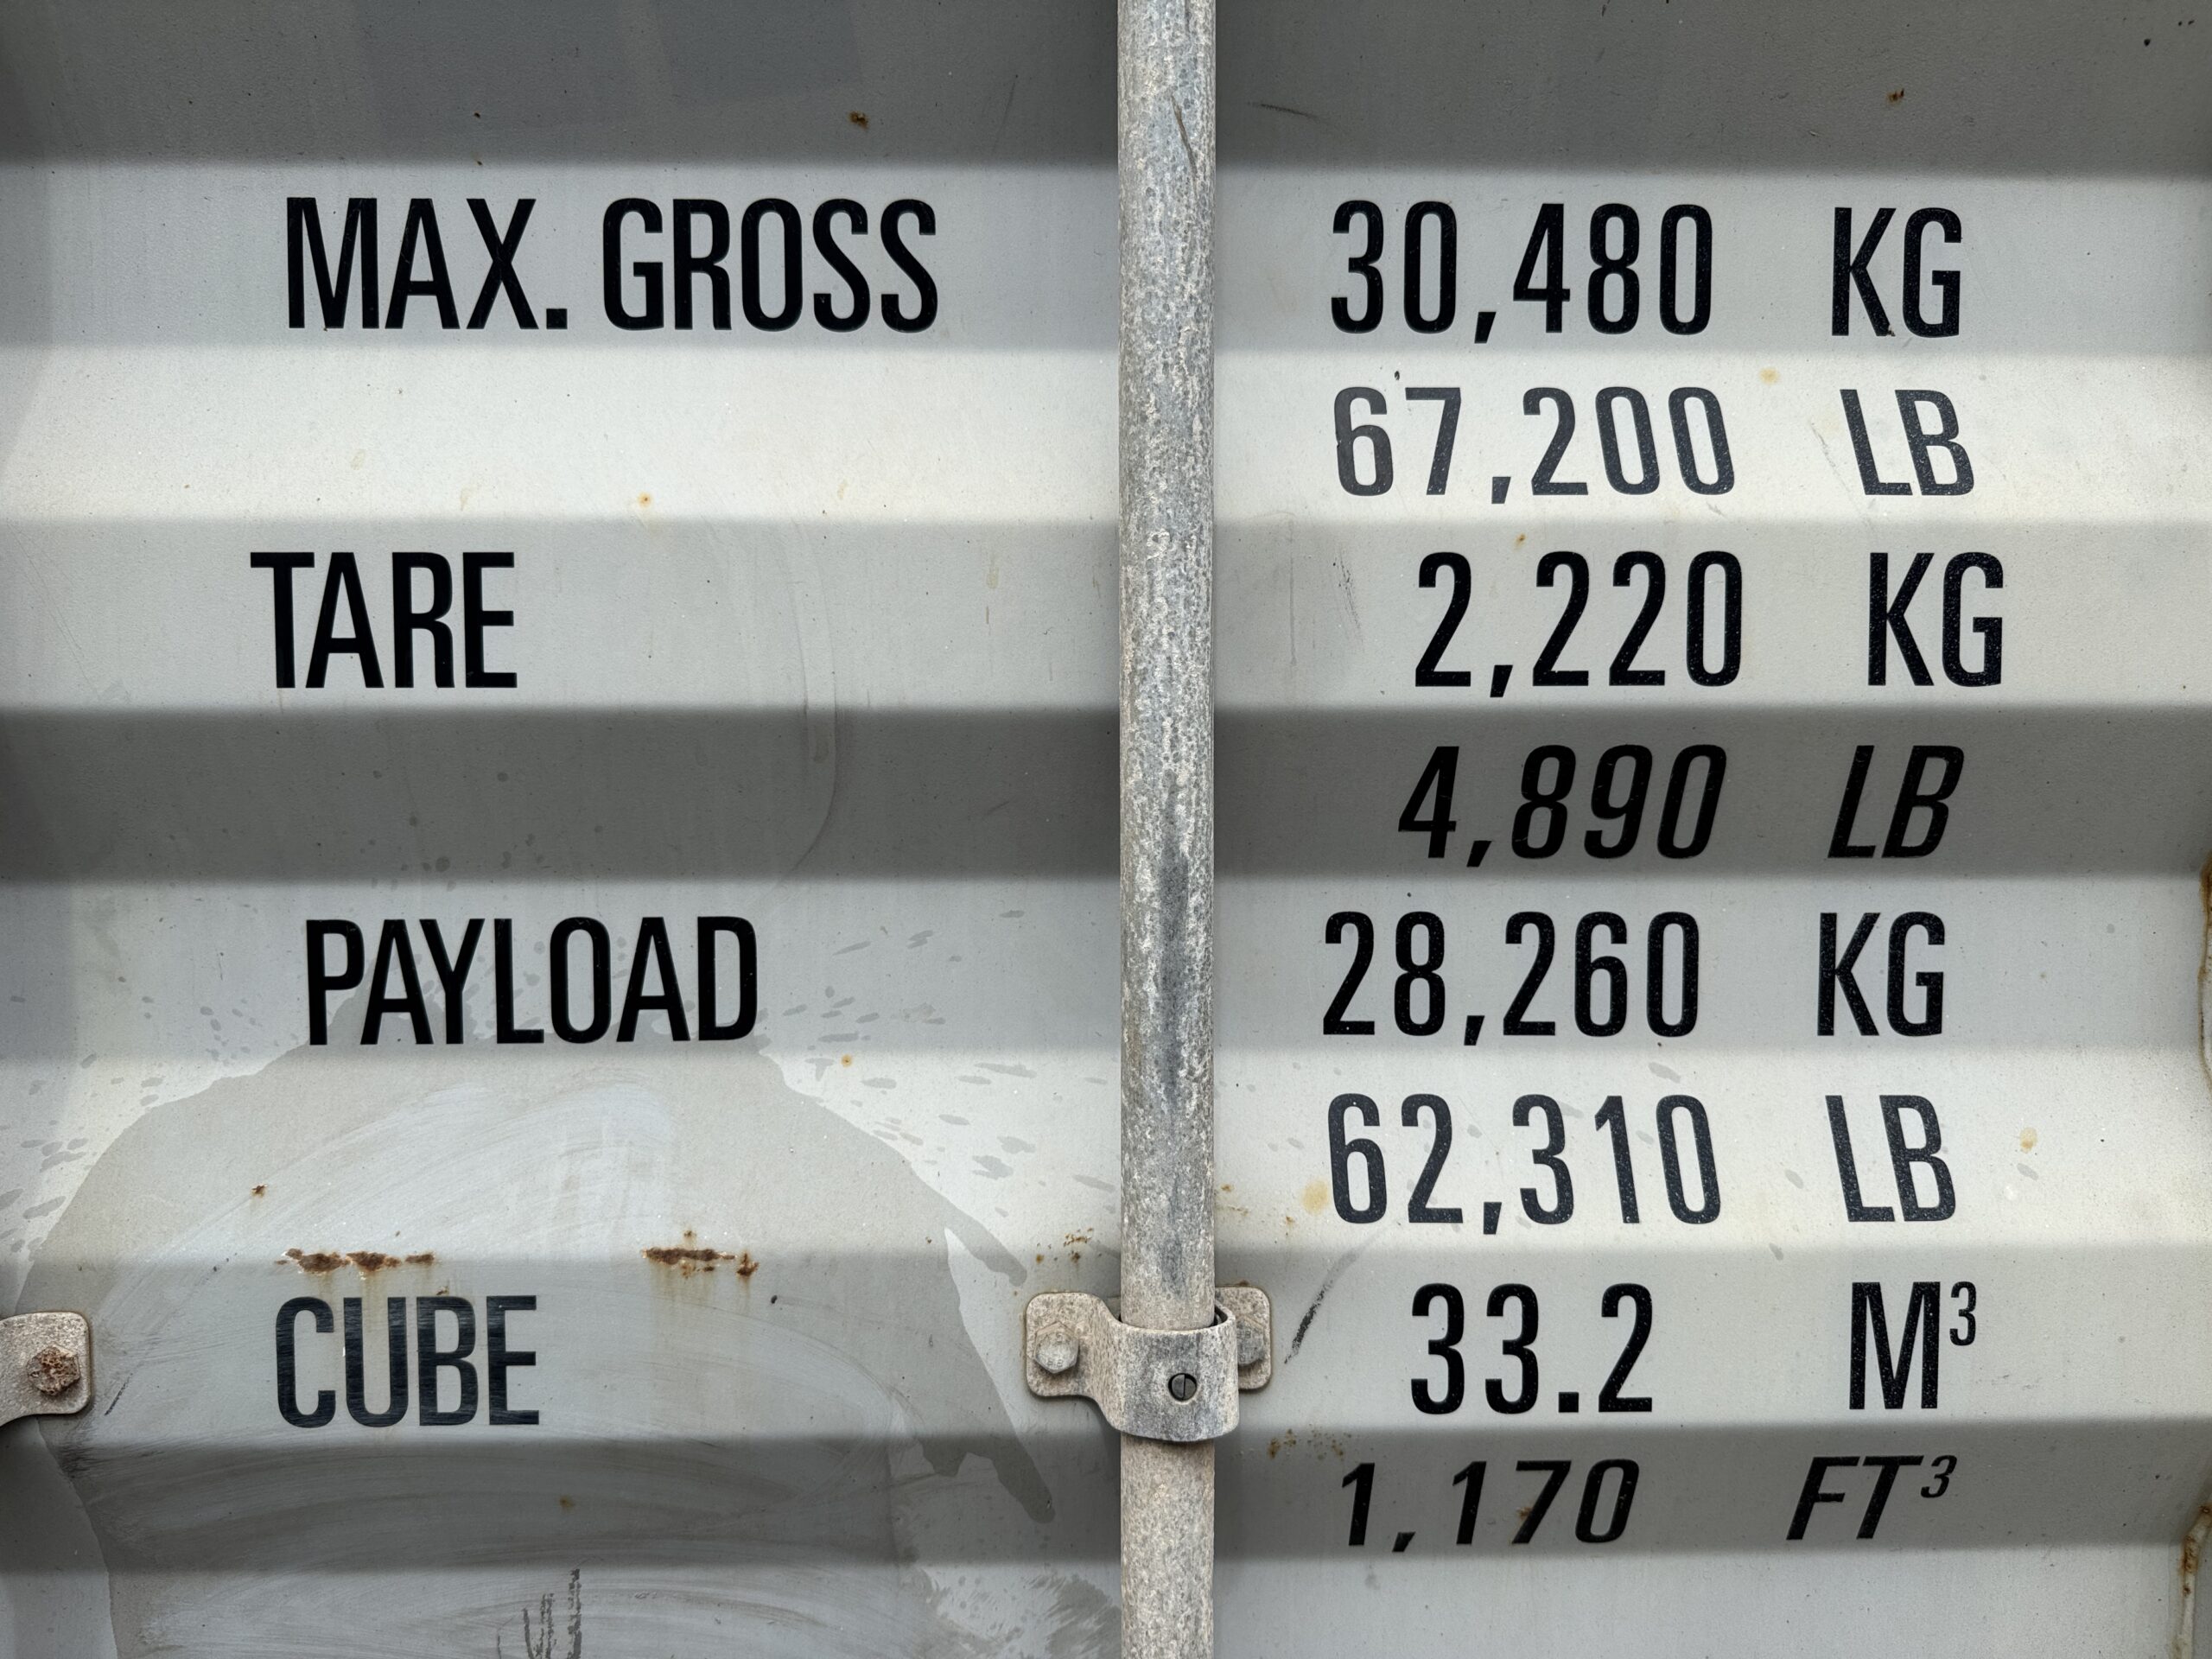 MAX. GROSS 30,480 KG
67,200 LB
TARE 2,220 KG
4,890 LB
PAYLOAD 28,260 KG
62,310 LB
CUBE 33.2 M³
1,170 FT³